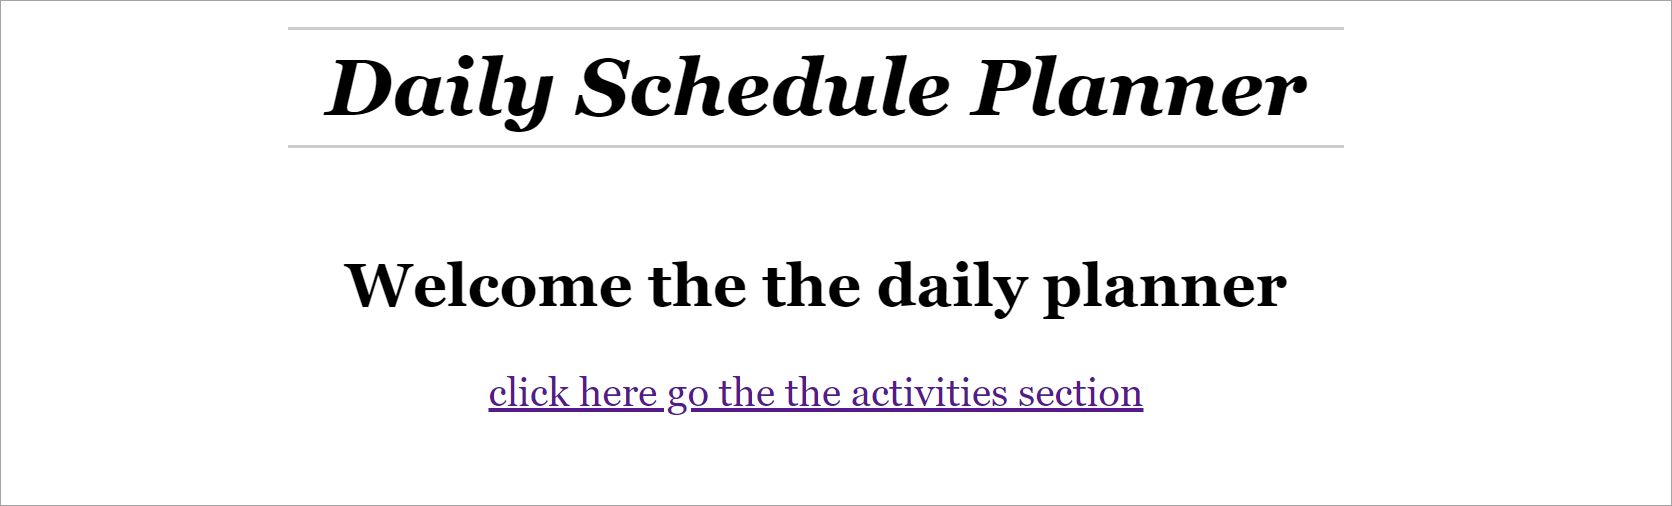 Daily Schedule Planner
Welcome the the daily planner
click here go the the activities section